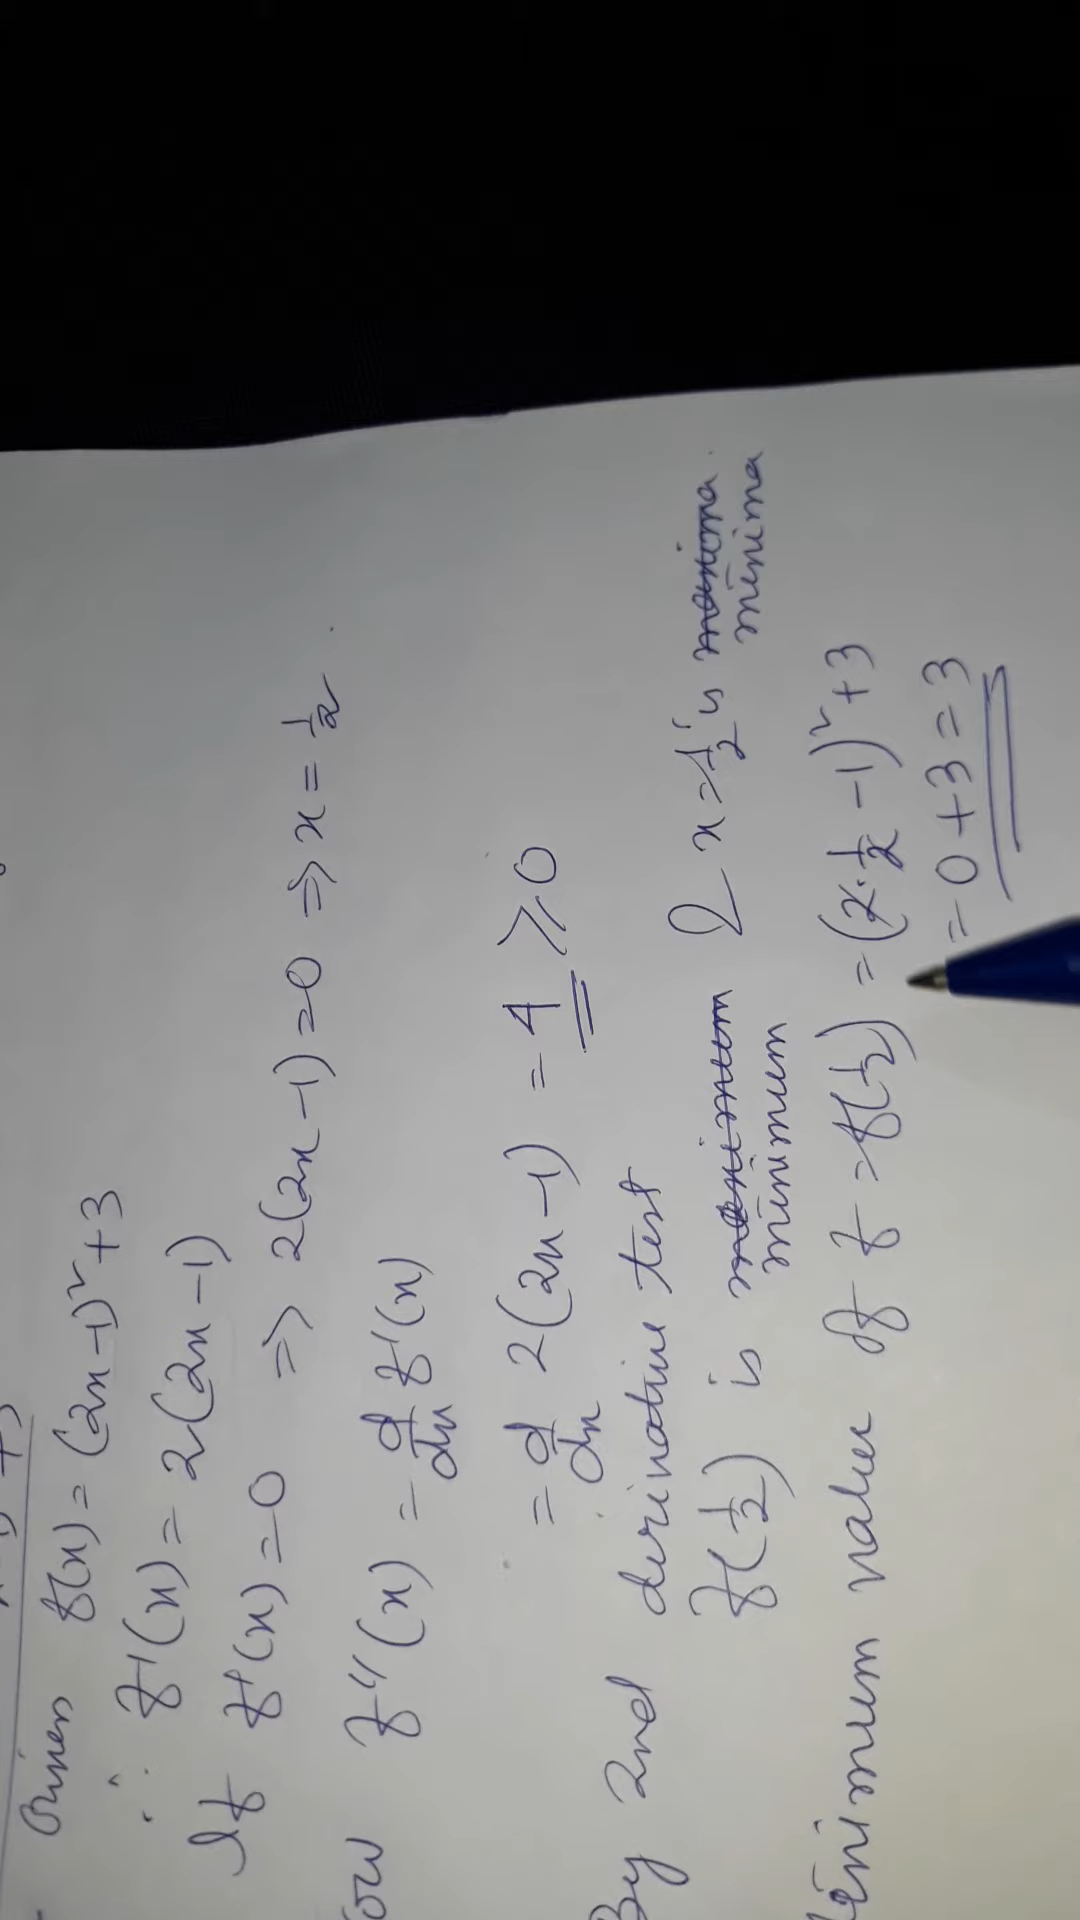 Given f(x) = (2x-1)² + 3
∴ f'(x) = 2(2x-1)
If f'(x) = 0 => 2(2x-1) = 0 => x = 1/2
f''(x) = d/dx f'(x)
= d/dx 2(2x-1) = 4 ≥ 0
By 2nd derivative test
f(1/2) is minimum & x = 1/2 is minima
minimum value of f = f(1/2) = (2·1/2 - 1)² + 3
= 0 + 3 = 3